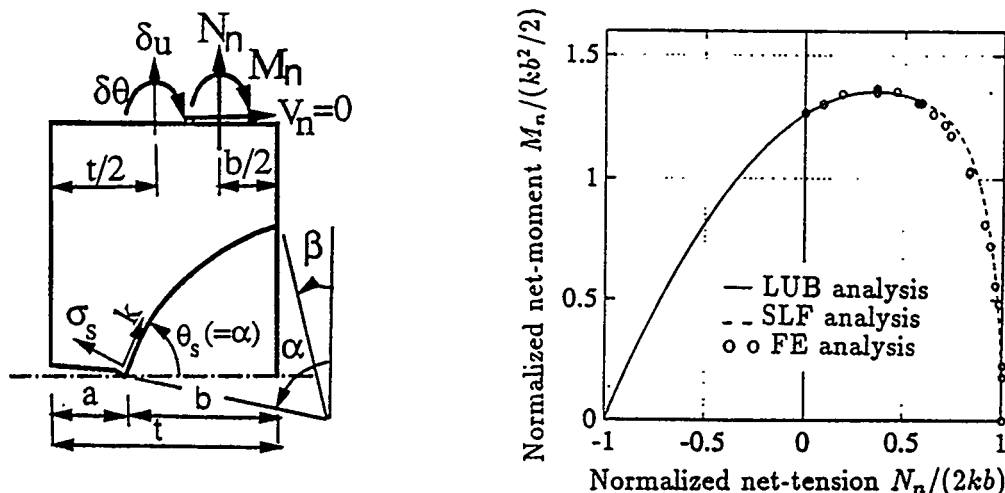 δu
Nn
δθ
Mn
Vn=0
t/2
b/2
β
σs
k
θs(=α)
α
a
b
t
Normalized net-moment Mn/(kb²/2)
1.5
1
0.5
0
LUB analysis
SLF analysis
FE analysis
-1
-0.5
0
0.5
1
Normalized net-tension Nn/(2kb)